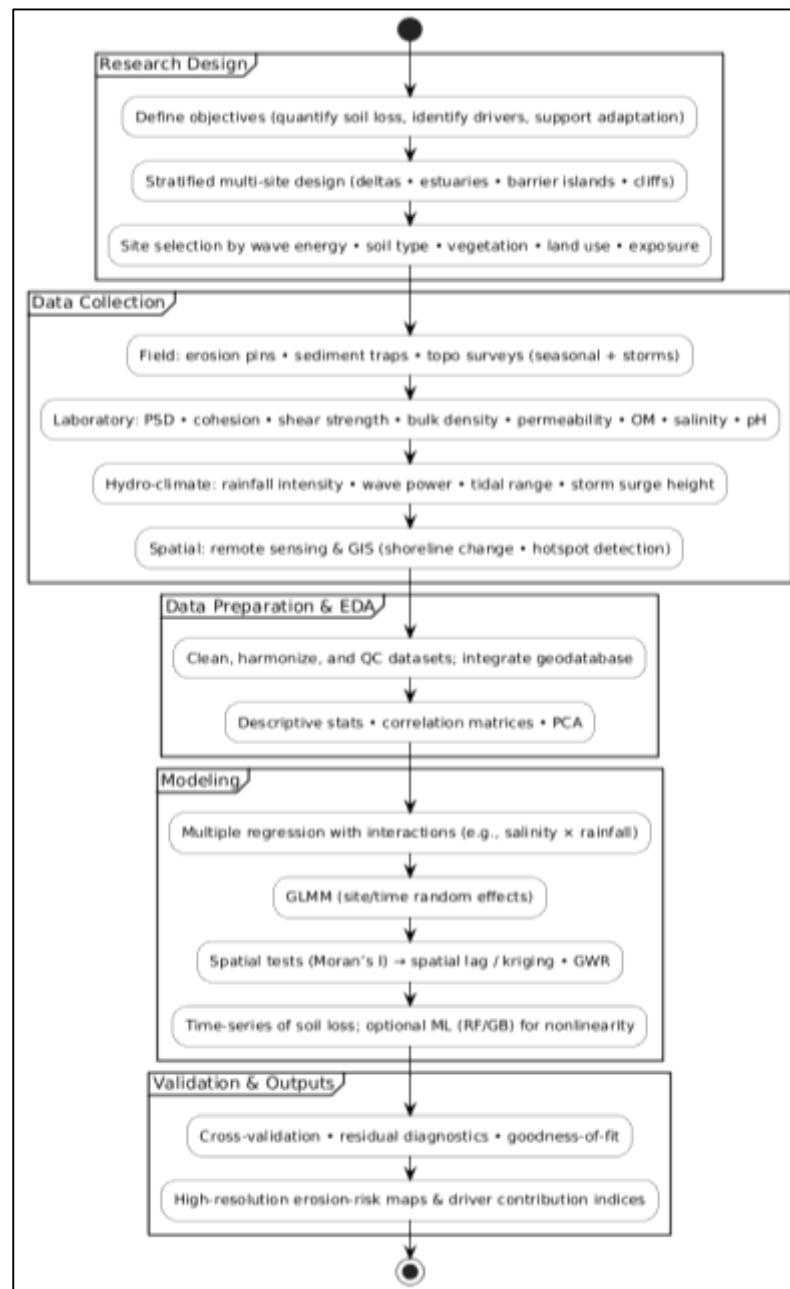 Research Design
Define objectives (quantify soil loss, identify drivers, support adaptation)
Stratified multi-site design (deltas • estuaries • barrier islands • cliffs)
Site selection by wave energy • soil type • vegetation • land use • exposure
Data Collection
Field: erosion pins • sediment traps • topo surveys (seasonal + storms)
Laboratory: PSD • cohesion • shear strength • bulk density • permeability • OM • salinity • pH
Hydro-climate: rainfall intensity • wave power • tidal range • storm surge height
Spatial: remote sensing & GIS (shoreline change • hotspot detection)
Data Preparation & EDA
Clean, harmonize, and QC datasets; integrate geodatabase
Descriptive stats • correlation matrices • PCA
Modeling
Multiple regression with interactions (e.g., salinity × rainfall)
GLMM (site/time random effects)
Spatial tests (Moran's I) → spatial lag / kriging • GWR
Time-series of soil loss; optional ML (RF/GB) for nonlinearity
Validation & Outputs
Cross-validation • residual diagnostics • goodness-of-fit
High-resolution erosion-risk maps & driver contribution indices